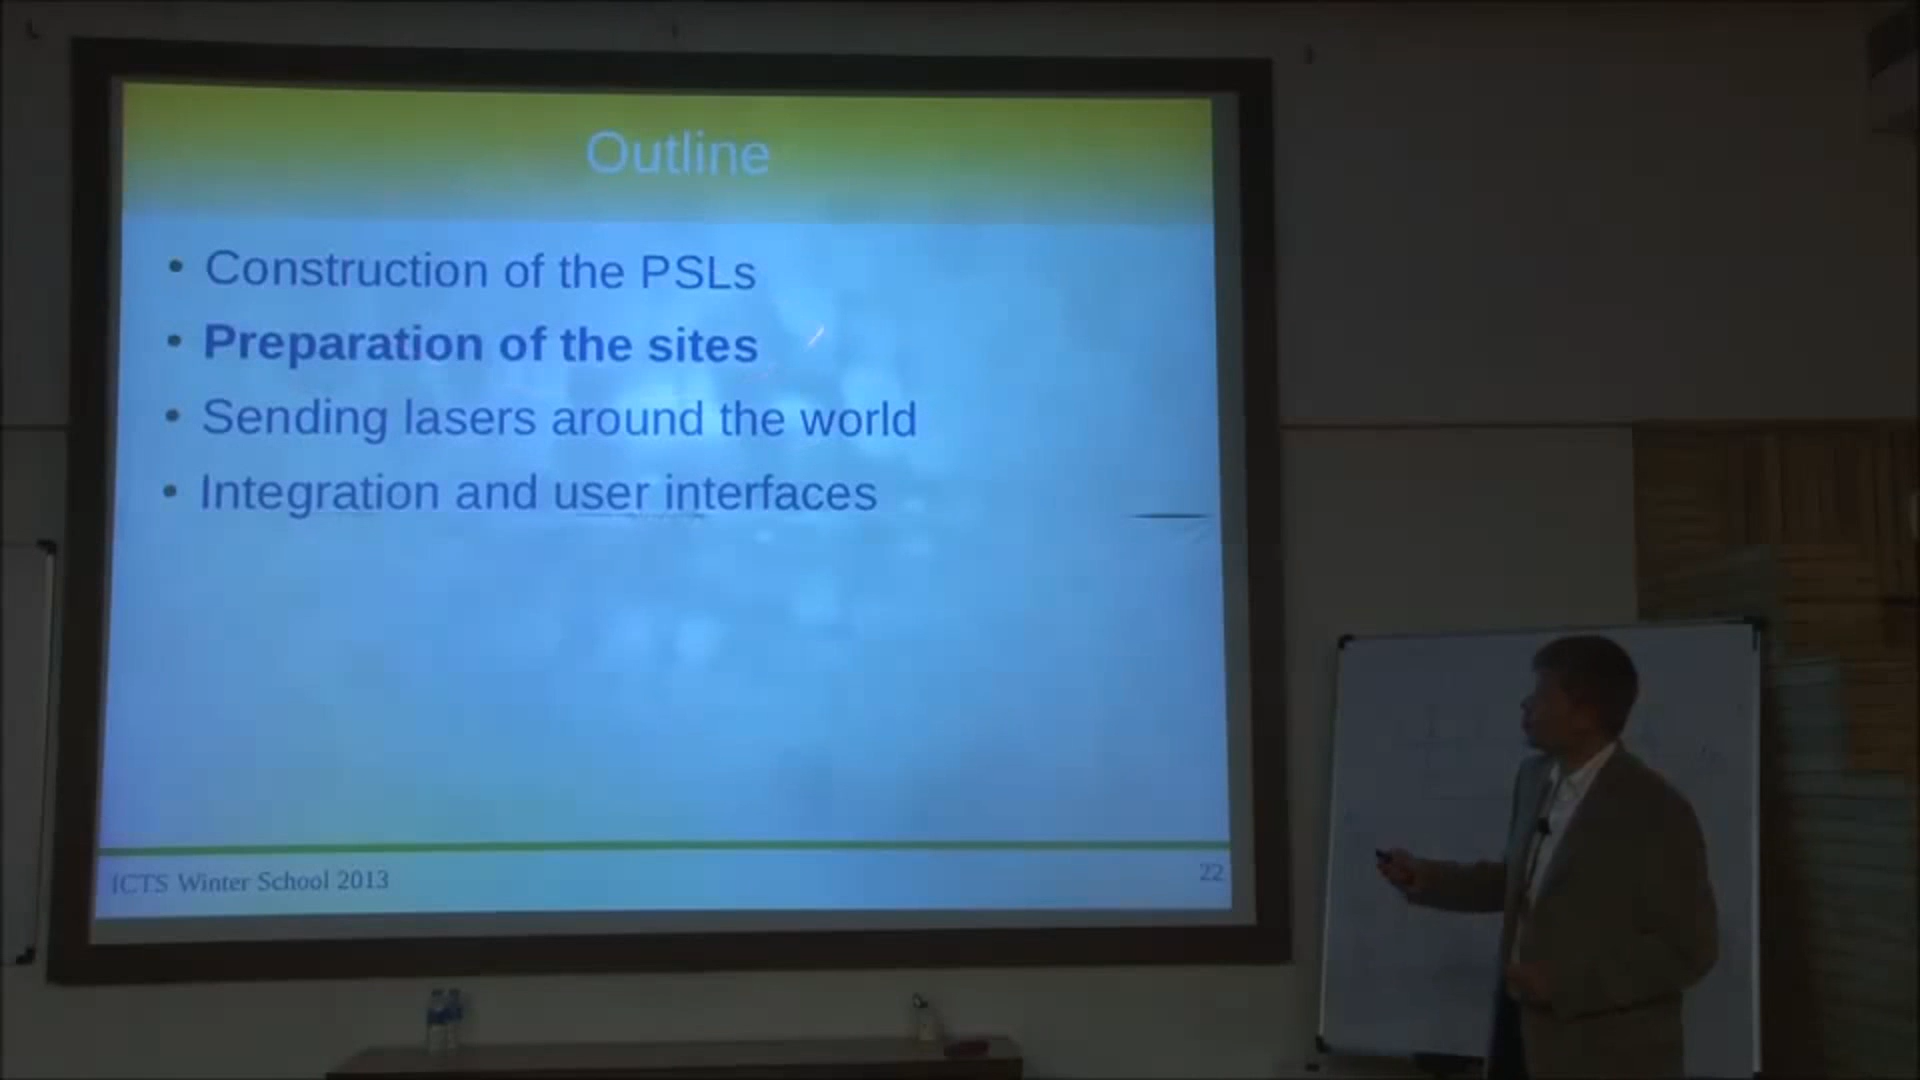 Outline
• Construction of the PSLs
• Preparation of the sites
• Sending lasers around the world
• Integration and user interfaces
ICTS Winter School 2013
22